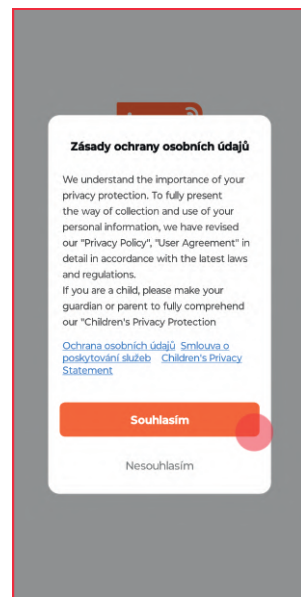 Zásady ochrany osobních údajů
We understand the importance of your
privacy protection. To fully present
the way of collection and use of your
personal information, we have revised
our "Privacy Policy", "User Agreement" in
detail in accordance with the latest laws
and regulations.
If you are a child, please make your
guardian or parent to fully comprehend
our "Children's Privacy Protection
Ochrana osobních údajů Smlouva o
poskytování služeb Children's Privacy
Statement
Souhlasím
Nesouhlasím